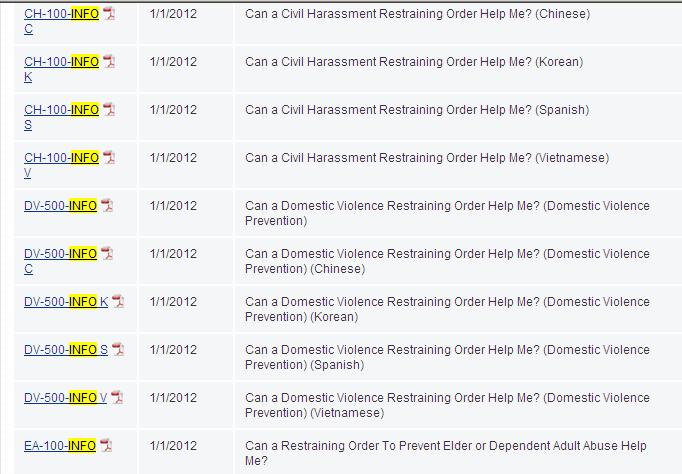 CH-100-INFO 1/1/2012 Can a Civil Harassment Restraining Order Help Me? (Chinese)
C
CH-100-INFO 1/1/2012 Can a Civil Harassment Restraining Order Help Me? (Korean)
K
CH-100-INFO 1/1/2012 Can a Civil Harassment Restraining Order Help Me? (Spanish)
S
CH-100-INFO 1/1/2012 Can a Civil Harassment Restraining Order Help Me? (Vietnamese)
V
DV-500-INFO 1/1/2012 Can a Domestic Violence Restraining Order Help Me? (Domestic Violence
Prevention)
DV-500-INFO 1/1/2012 Can a Domestic Violence Restraining Order Help Me? (Domestic Violence
C Prevention) (Chinese)
DV-500-INFO K 1/1/2012 Can a Domestic Violence Restraining Order Help Me? (Domestic Violence
Prevention) (Korean)
DV-500-INFO S 1/1/2012 Can a Domestic Violence Restraining Order Help Me? (Domestic Violence
Prevention) (Spanish)
DV-500-INFO V 1/1/2012 Can a Domestic Violence Restraining Order Help Me? (Domestic Violence
Prevention) (Vietnamese)
EA-100-INFO 1/1/2012 Can a Restraining Order To Prevent Elder or Dependent Adult Abuse Help
Me?